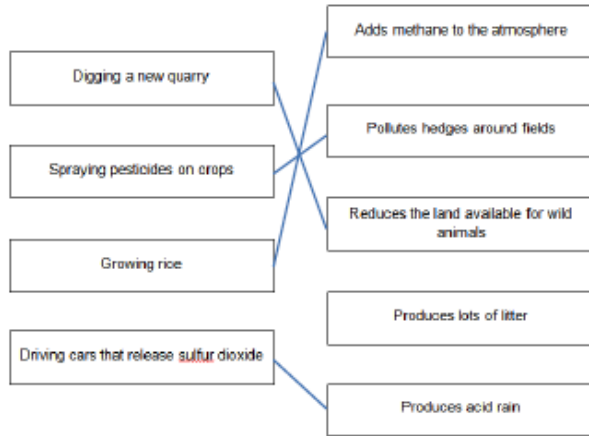 Digging a new quarry
Spraying pesticides on crops
Growing rice
Driving cars that release sulfur dioxide
Adds methane to the atmosphere
Pollutes hedges around fields
Reduces the land available for wild
animals
Produces lots of litter
Produces acid rain